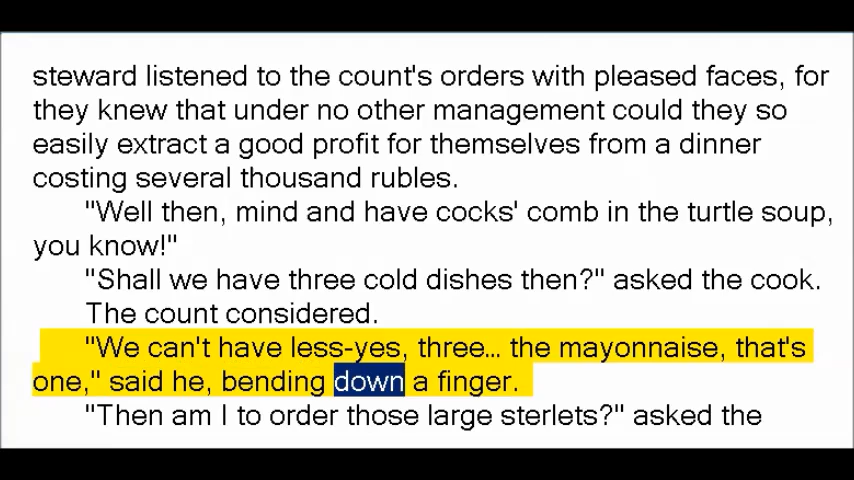 steward listened to the count's orders with pleased faces, for
they knew that under no other management could they so
easily extract a good profit for themselves from a dinner
costing several thousand rubles.
"Well then, mind and have cocks' comb in the turtle soup,
you know!"
"Shall we have three cold dishes then?" asked the cook.
The count considered.
"We can't have less-yes, three... the mayonnaise, that's
one," said he, bending down a finger.
"Then am I to order those large sterlets?" asked the